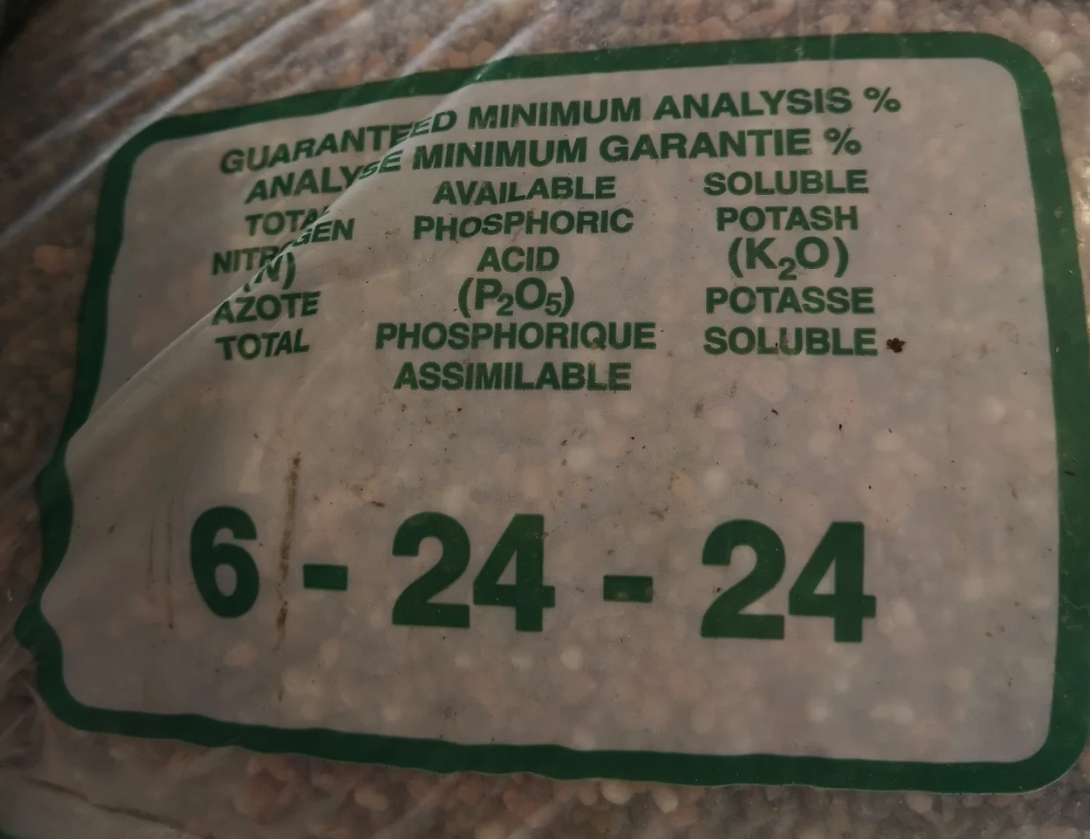 GUARANTEED MINIMUM ANALYSIS %
ANALYSE MINIMUM GARANTIE %
TOTAL NITROGEN (N) AZOTE TOTAL
AVAILABLE PHOSPHORIC ACID (P₂O₅) PHOSPHORIQUE ASSIMILABLE
SOLUBLE POTASH (K₂O) POTASSE SOLUBLE
6 - 24 - 24